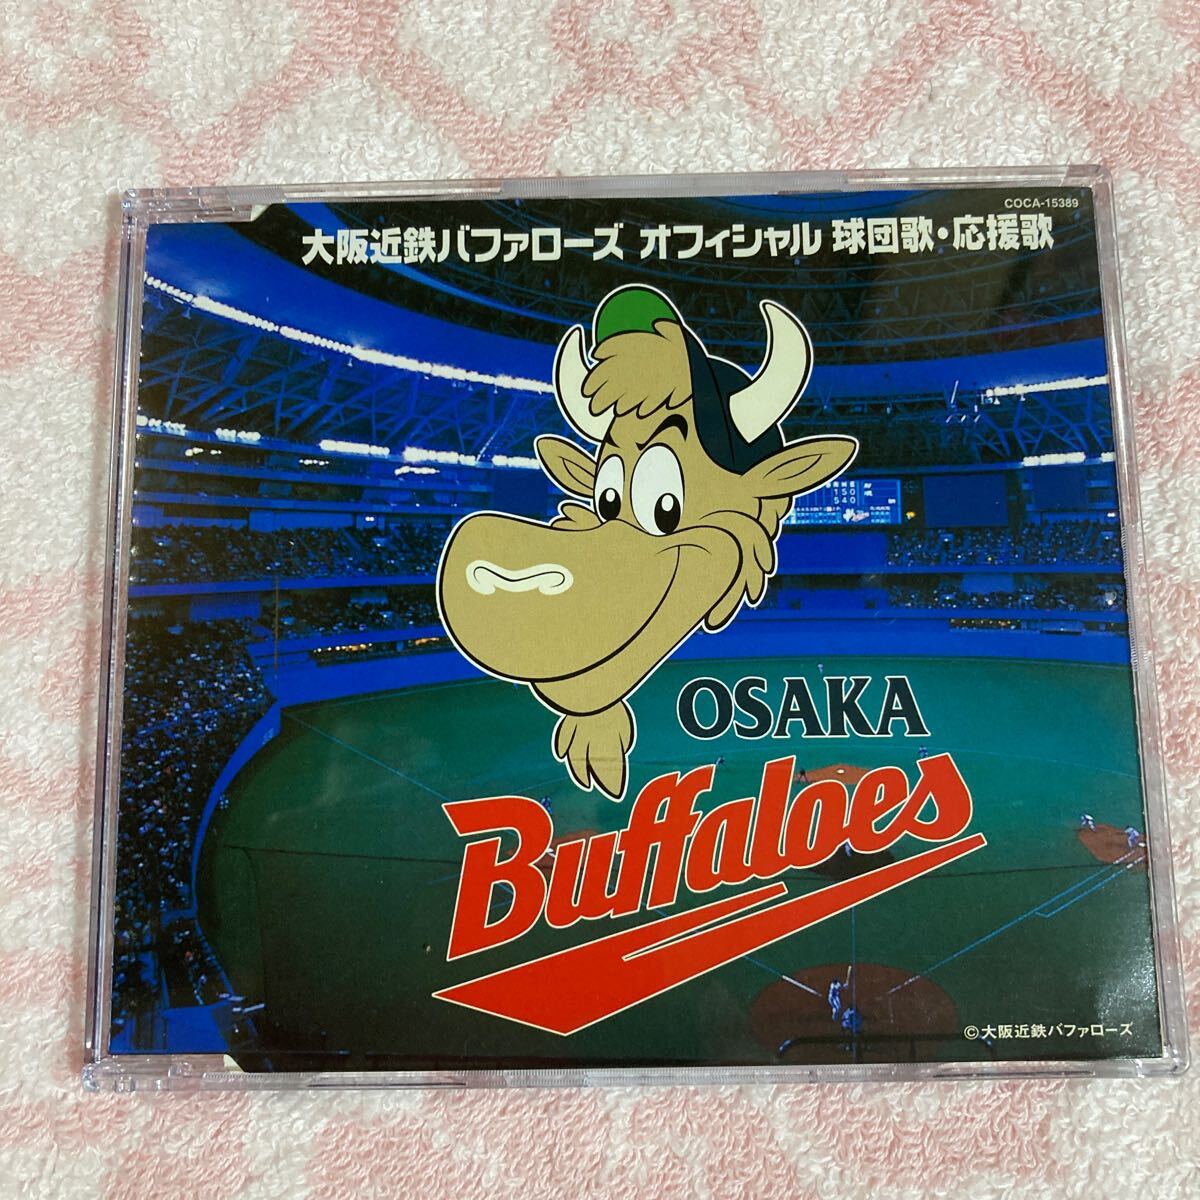 COCA-15389
大阪近鉄バファローズ オフィシャル 球団歌・応援歌
OSAKA
Buffaloes
©大阪近鉄バファローズ